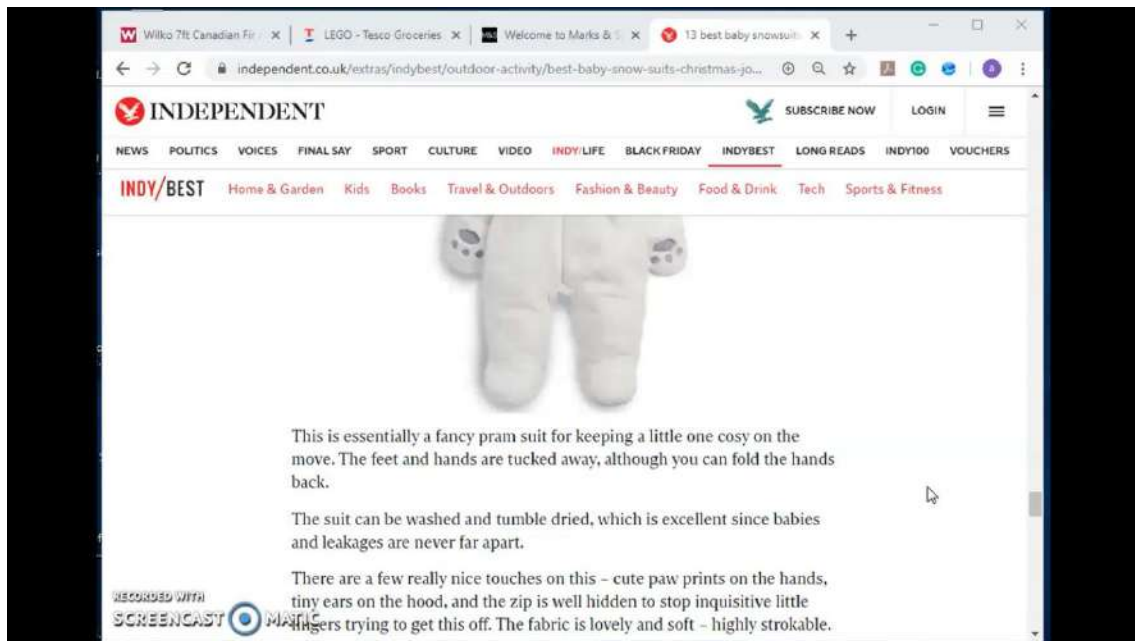 Wilko 7ft Canadian Fir
LEGO - Tesco Groceries
Welcome to Marks & S
13 best baby snowsuits
independent.co.uk/extras/indybest/outdoor-activity/best-baby-snow-suits-christmas-jo...
INDEPENDENT
SUBSCRIBE NOW
LOGIN
NEWS POLITICS VOICES FINAL SAY SPORT CULTURE VIDEO INDY/LIFE BLACK FRIDAY INDYBEST LONG READS INDY100 VOUCHERS
INDY/BEST Home & Garden Kids Books Travel & Outdoors Fashion & Beauty Food & Drink Tech Sports & Fitness
This is essentially a fancy pram suit for keeping a little one cosy on the
move. The feet and hands are tucked away, although you can fold the hands
back.
The suit can be washed and tumble dried, which is excellent since babies
and leakages are never far apart.
There are a few really nice touches on this – cute paw prints on the hands,
tiny ears on the hood, and the zip is well hidden to stop inquisitive little
fingers trying to get this off. The fabric is lovely and soft – highly strokable.
RECORDED WITH
SCREENCAST MATIC